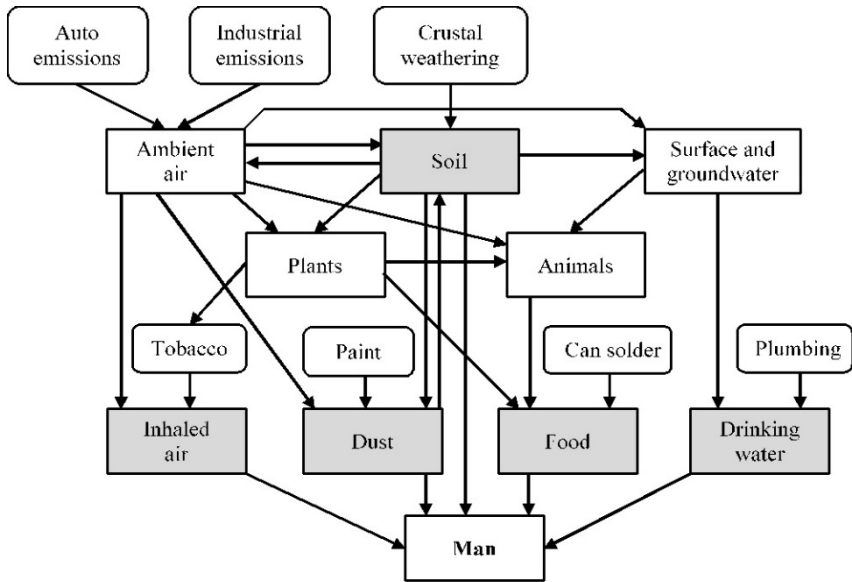 Auto
emissions
Industrial
emissions
Crustal
weathering
Ambient
air
Soil
Surface and
groundwater
Plants
Animals
Tobacco
Paint
Can solder
Plumbing
Inhaled
air
Dust
Food
Drinking
water
Man